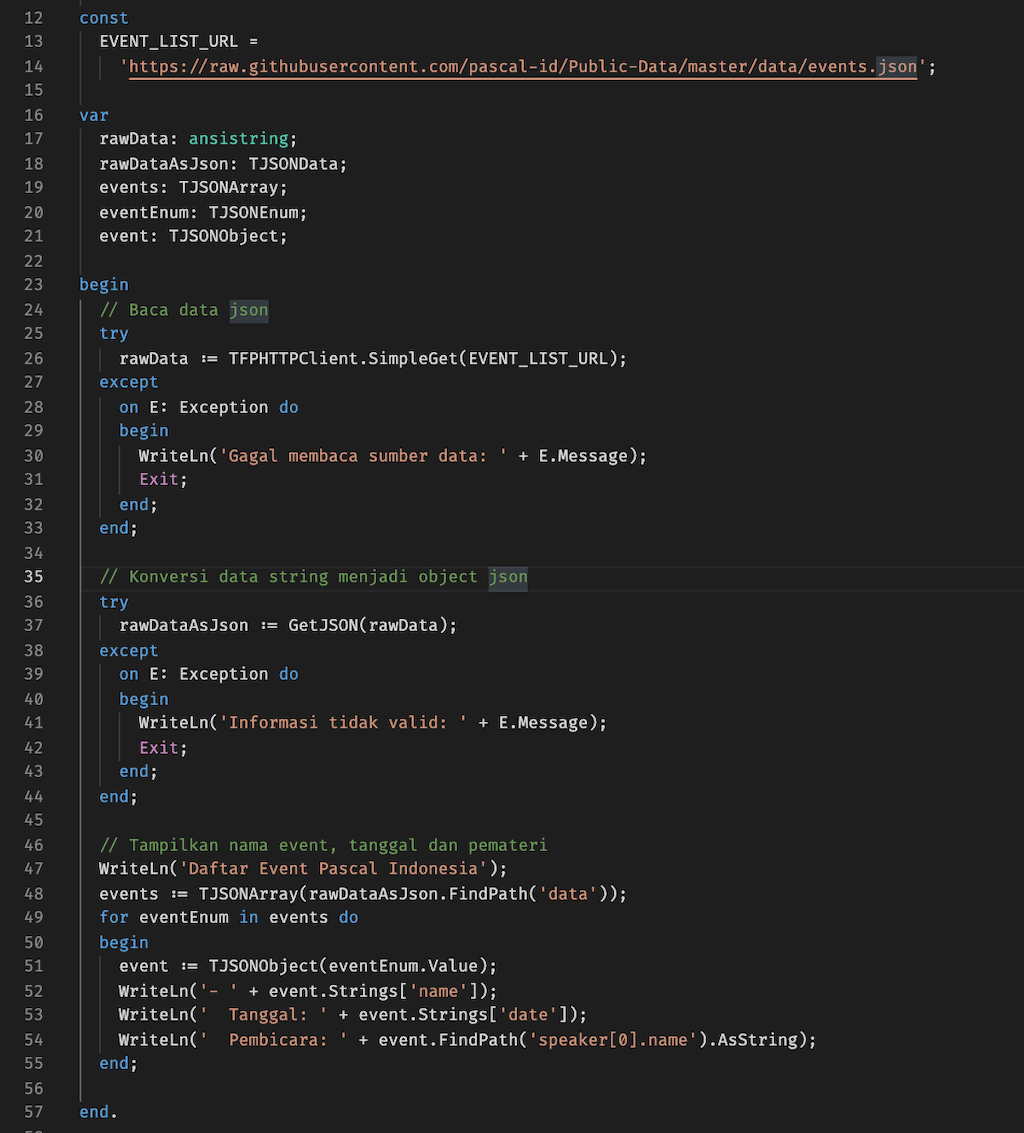 12 const
13   EVENT_LIST_URL =
14     'https://raw.githubusercontent.com/pascal-id/Public-Data/master/data/events.json';
15
16 var
17   rawData: ansistring;
18   rawDataAsJson: TJSONData;
19   events: TJSONArray;
20   eventEnum: TJSONEnum;
21   event: TJSONObject;
22
23 begin
24   // Baca data json
25   try
26     rawData := TFPHTTPClient.SimpleGet(EVENT_LIST_URL);
27   except
28     on E: Exception do
29     begin
30       WriteLn('Gagal membaca sumber data: ' + E.Message);
31       Exit;
32     end;
33   end;
34
35   // Konversi data string menjadi object json
36   try
37     rawDataAsJson := GetJSON(rawData);
38   except
39     on E: Exception do
40     begin
41       WriteLn('Informasi tidak valid: ' + E.Message);
42       Exit;
43     end;
44   end;
45
46   // Tampilkan nama event, tanggal dan pemateri
47   WriteLn('Daftar Event Pascal Indonesia');
48   events := TJSONArray(rawDataAsJson.FindPath('data'));
49   for eventEnum in events do
50   begin
51     event := TJSONObject(eventEnum.Value);
52     WriteLn('- ' + event.Strings['name']);
53     WriteLn('  Tanggal: ' + event.Strings['date']);
54     WriteLn('  Pembicara: ' + event.FindPath('speaker[0].name').AsString);
55   end;
56
57 end.